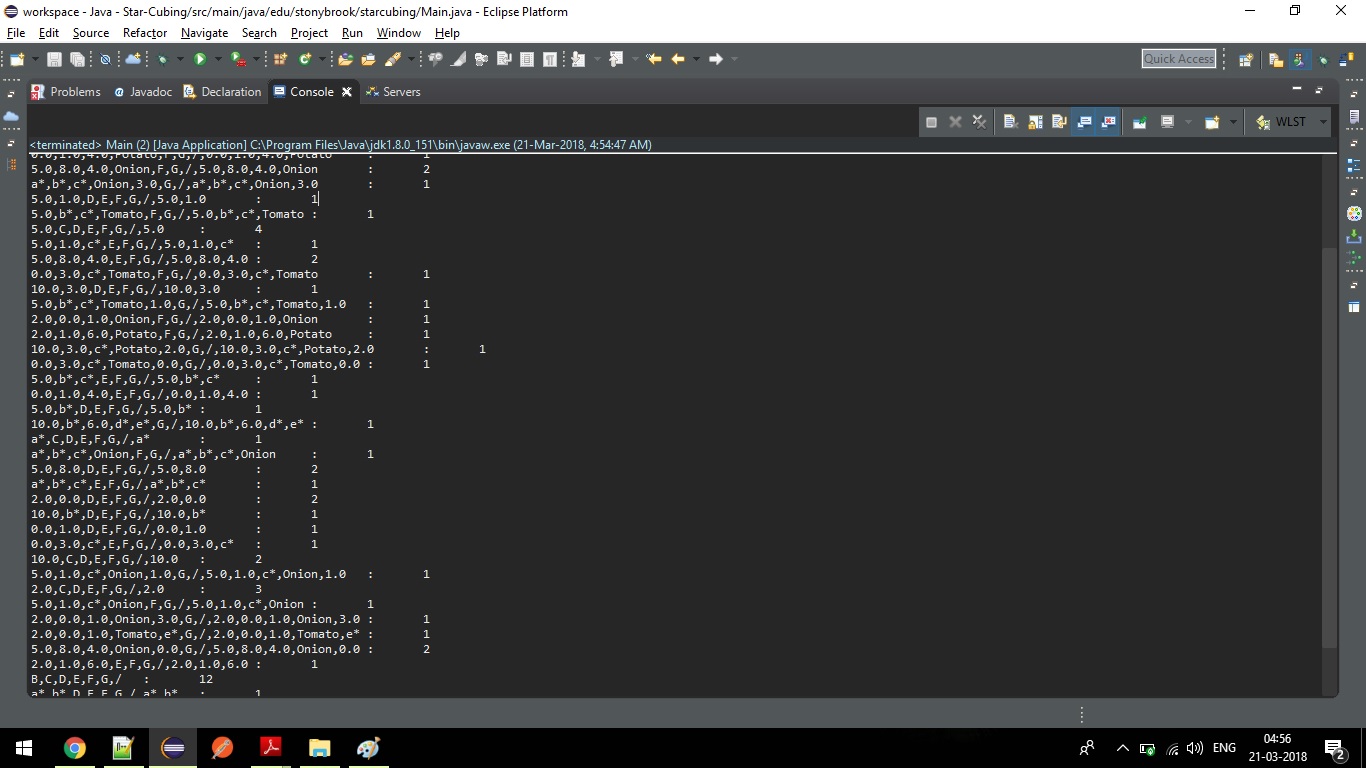 workspace - Java - Star-Cubing/src/main/java/edu/stonybrook/starcubing/Main.java - Eclipse Platform
File Edit Source Refactor Navigate Search Project Run Window Help
Quick Access
Problems @ Javadoc Declaration Console Servers
WLST
<terminated> Main (2) [Java Application] C:\Program Files\Java\jdk1.8.0_151\bin\javaw.exe (21-Mar-2018, 4:54:47 AM)
0.0,1.0,4.0,Potato,F,G,/,0.0,1.0,4.0,Potato : 1
5.0,8.0,4.0,Onion,F,G,/,5.0,8.0,4.0,Onion : 2
a*,b*,c*,Onion,3.0,G,/,a*,b*,c*,Onion,3.0 : 1
5.0,1.0,D,E,F,G,/,5.0,1.0 : 1
5.0,b*,c*,Tomato,F,G,/,5.0,b*,c*,Tomato : 1
5.0,C,D,E,F,G,/,5.0 : 4
5.0,1.0,c*,E,F,G,/,5.0,1.0,c* : 1
5.0,8.0,4.0,E,F,G,/,5.0,8.0,4.0 : 2
0.0,3.0,c*,Tomato,F,G,/,0.0,3.0,c*,Tomato : 1
10.0,3.0,D,E,F,G,/,10.0,3.0 : 1
5.0,b*,c*,Tomato,1.0,G,/,5.0,b*,c*,Tomato,1.0 : 1
2.0,0.0,1.0,Onion,F,G,/,2.0,0.0,1.0,Onion : 1
2.0,1.0,6.0,Potato,F,G,/,2.0,1.0,6.0,Potato : 1
10.0,3.0,c*,Potato,2.0,G,/,10.0,3.0,c*,Potato,2.0 : 1
0.0,3.0,c*,Tomato,0.0,G,/,0.0,3.0,c*,Tomato,0.0 : 1
5.0,b*,c*,E,F,G,/,5.0,b*,c* : 1
0.0,1.0,4.0,E,F,G,/,0.0,1.0,4.0 : 1
5.0,b*,D,E,F,G,/,5.0,b* : 1
10.0,b*,6.0,d*,e*,G,/,10.0,b*,6.0,d*,e* : 1
a*,C,D,E,F,G,/,a* : 1
a*,b*,c*,Onion,F,G,/,a*,b*,c*,Onion : 1
5.0,8.0,D,E,F,G,/,5.0,8.0 : 2
a*,b*,c*,E,F,G,/,a*,b*,c* : 1
2.0,0.0,D,E,F,G,/,2.0,0.0 : 2
10.0,b*,D,E,F,G,/,10.0,b* : 1
0.0,1.0,D,E,F,G,/,0.0,1.0 : 1
0.0,3.0,c*,E,F,G,/,0.0,3.0,c* : 1
10.0,C,D,E,F,G,/,10.0 : 2
5.0,1.0,c*,Onion,1.0,G,/,5.0,1.0,c*,Onion,1.0 : 1
2.0,C,D,E,F,G,/,2.0 : 3
5.0,1.0,c*,Onion,F,G,/,5.0,1.0,c*,Onion : 1
2.0,0.0,1.0,Onion,3.0,G,/,2.0,0.0,1.0,Onion,3.0 : 1
2.0,0.0,1.0,Tomato,e*,G,/,2.0,0.0,1.0,Tomato,e* : 1
5.0,8.0,4.0,Onion,0.0,G,/,5.0,8.0,4.0,Onion,0.0 : 2
2.0,1.0,6.0,E,F,G,/,2.0,1.0,6.0 : 1
B,C,D,E,F,G,/ : 12
a*,b*,D,E,F,G,/,a*,b* : 1
ENG
04:56
21-03-2018
2